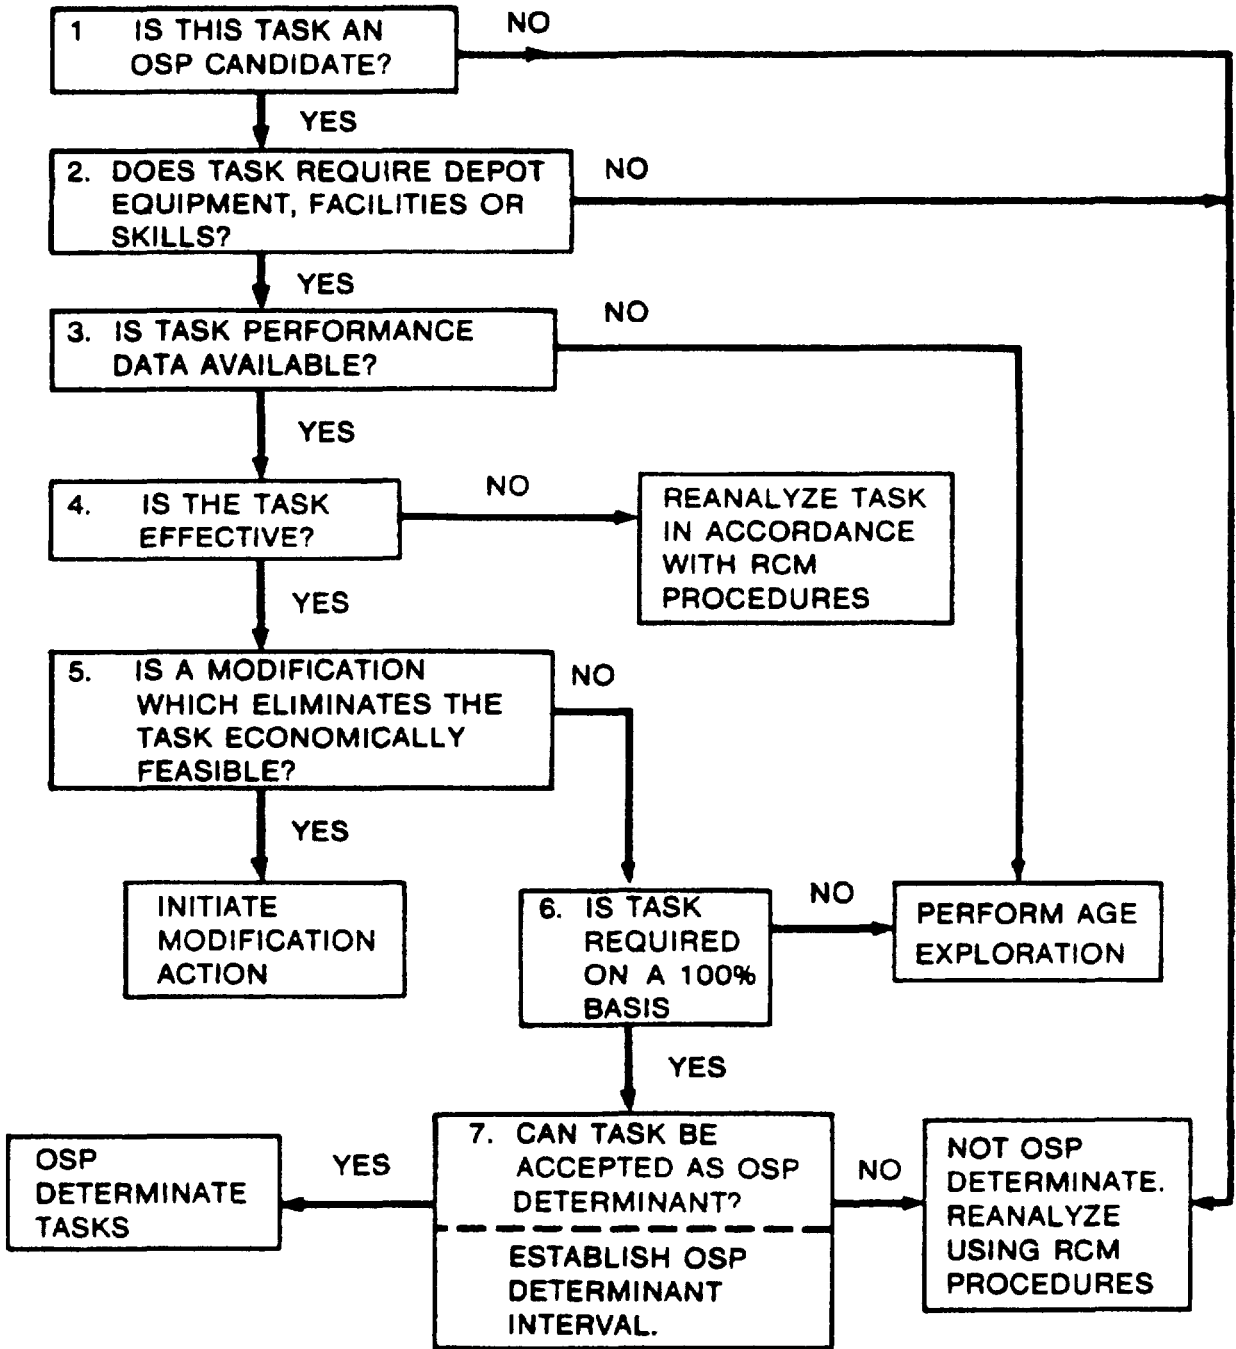 1 IS THIS TASK AN
OSP CANDIDATE?
NO
YES
2. DOES TASK REQUIRE DEPOT
EQUIPMENT, FACILITIES OR
SKILLS?
NO
YES
3. IS TASK PERFORMANCE
DATA AVAILABLE?
NO
YES
4. IS THE TASK
EFFECTIVE?
NO
REANALYZE TASK
IN ACCORDANCE
WITH RCM
PROCEDURES
YES
5. IS A MODIFICATION
WHICH ELIMINATES THE
TASK ECONOMICALLY
FEASIBLE?
NO
YES
INITIATE
MODIFICATION
ACTION
6. IS TASK
REQUIRED
ON A 100%
BASIS
NO
PERFORM AGE
EXPLORATION
YES
7. CAN TASK BE
ACCEPTED AS OSP
DETERMINANT?
ESTABLISH OSP
DETERMINANT
INTERVAL.
YES
OSP
DETERMINATE
TASKS
NO
NOT OSP
DETERMINATE.
REANALYZE
USING RCM
PROCEDURES